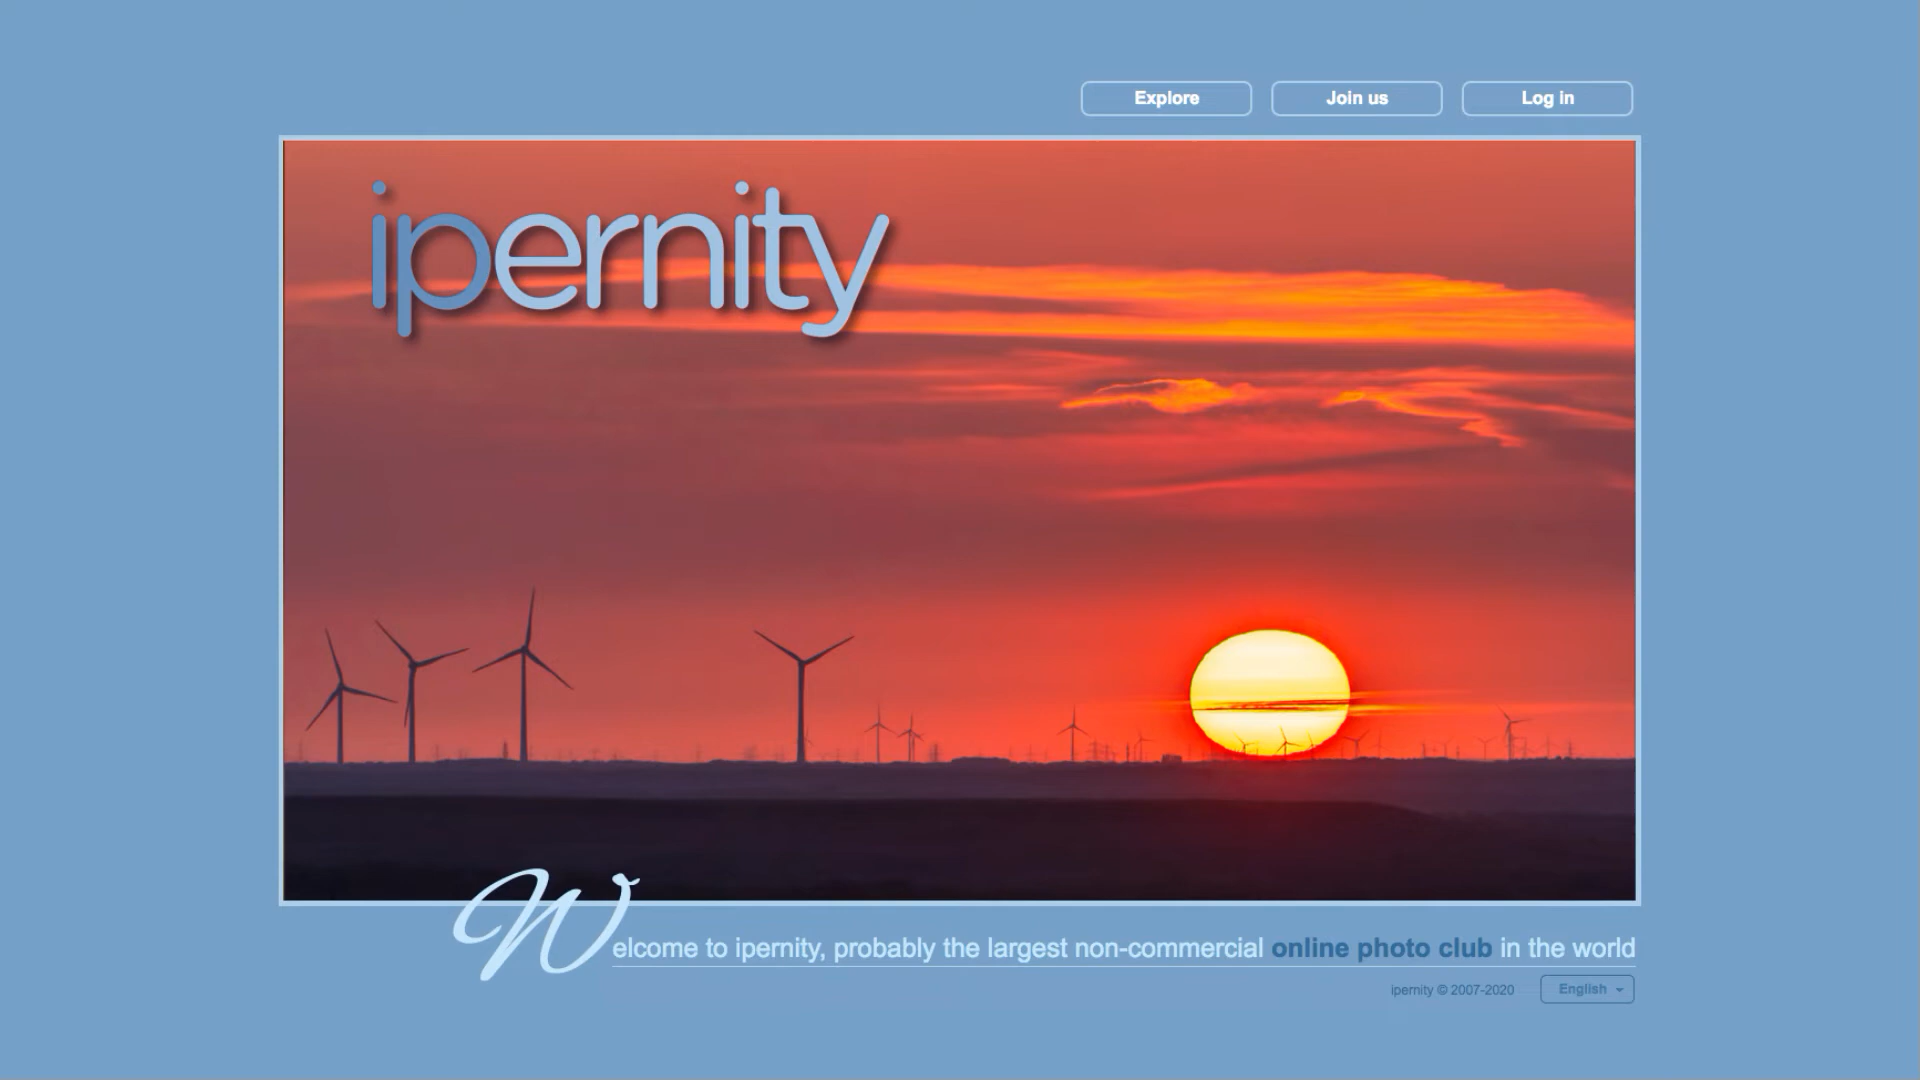 Explore Join us Log in
ipernity
Welcome to ipernity, probably the largest non-commercial online photo club in the world
ipernity © 2007-2020 English